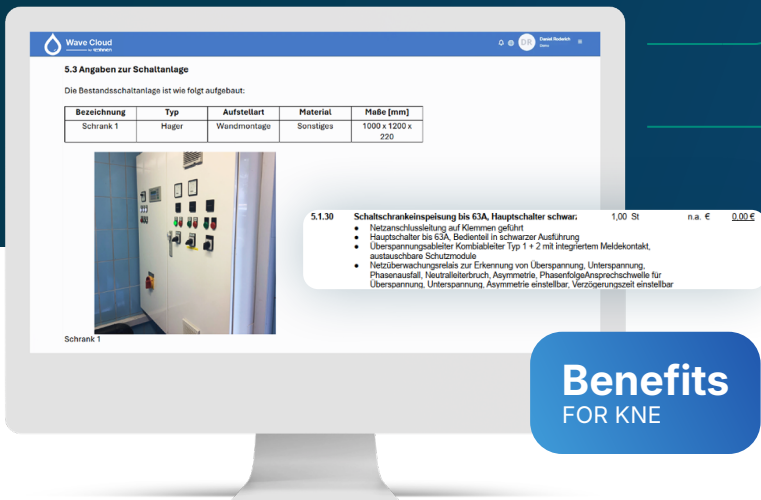 Wave Cloud
DR
5.3 Angaben zur Schaltanlage
Die Bestandsschaltanlage ist wie folgt aufgebaut:
Bezeichnung Typ Aufstellart Material Maße [mm]
Schrank 1 Hager Wandmontage Sonstiges 1000 x 1200 x
220
5.1.30 Schaltschrankeinspeisung bis 63A, Hauptschalter schwarz 1,00 St n.a. € 0,00 €
• Netzanschlussleitung auf Klemmen geführt
• Hauptschalter bis 63A, Bedienteil in schwarzer Ausführung
• Überspannungsableiter Kombiableiter Typ 1 + 2 mit integriertem Meldekontakt,
austauschbare Schutzmodule
• Netzüberwachungsrelais zur Erkennung von Überspannung, Unterspannung,
Phasenausfall, Neutralleiterbruch, Asymmetrie, PhasenfolgeAnsprechschwelle für
Überspannung, Unterspannung, Asymmetrie einstellbar, Verzögerungszeit einstellbar
Schrank 1
Benefits
FOR KNE